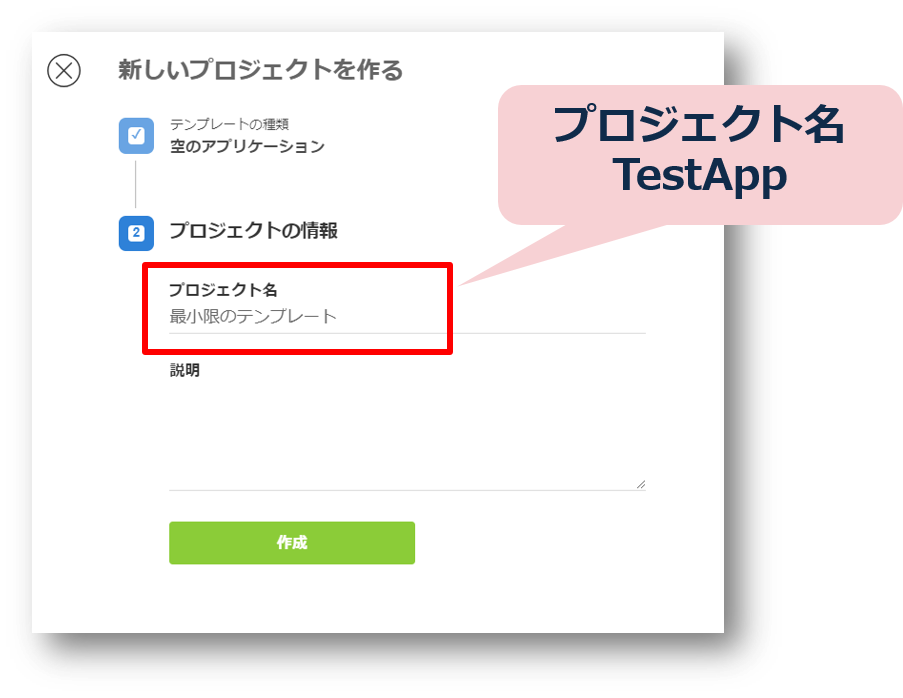 新しいプロジェクトを作る
テンプレートの種類
空のアプリケーション
プロジェクト名
TestApp
2
プロジェクトの情報
プロジェクト名
最小限のテンプレート
説明
作成